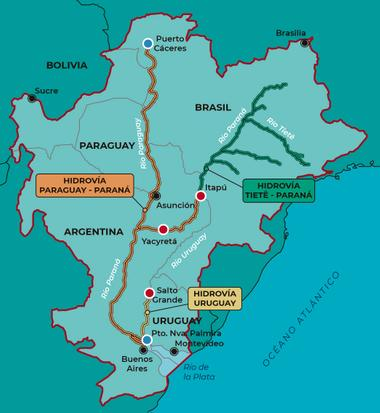 Puerto
Cáceres
Brasilia
BOLIVIA
Sucre
BRASIL
Río Paraguay
Río Paraná
Río Tietê
PARAGUAY
HIDROVÍA
PARAGUAY - PARANÁ
HIDROVÍA
TIETÊ - PARANÁ
Itapú
Asunción
ARGENTINA
Yacyretá
Río Uruguay
Río Paraná
Salto
Grande
HIDROVÍA
URUGUAY
URUGUAY
Pto. Nva. Palmira
Montevideo
Buenos
Aires
Río de
la Plata
OCÉANO ATLÁNTICO